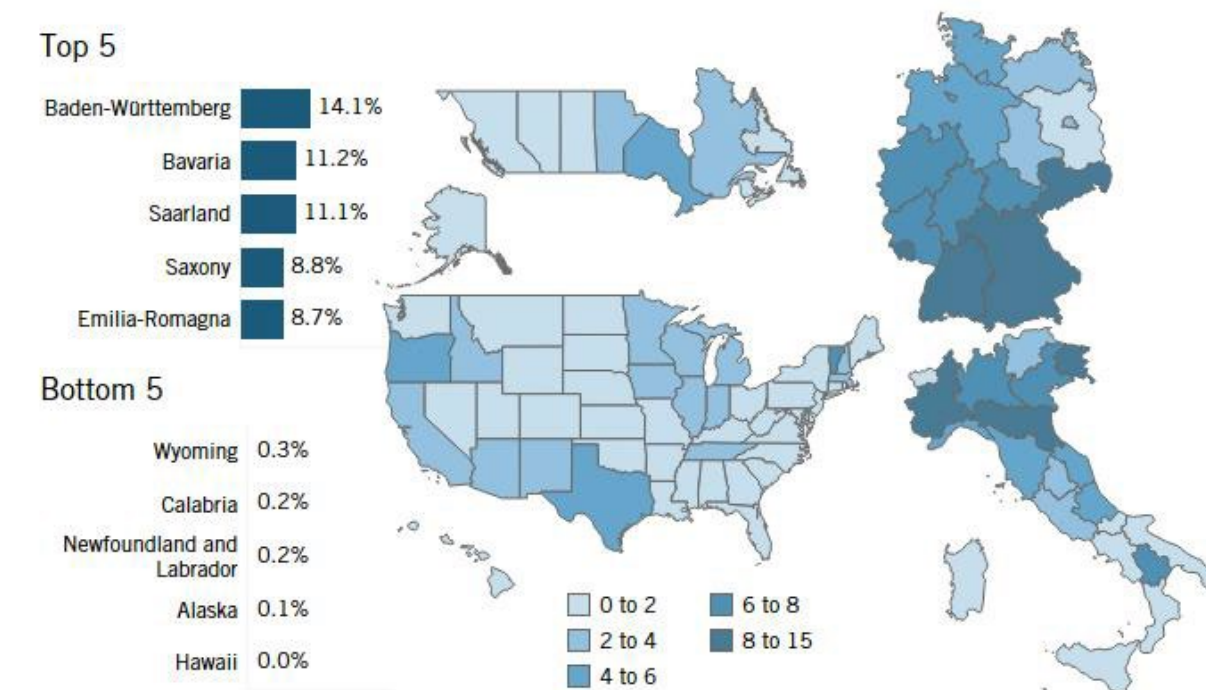 Top 5
Baden-Württemberg 14.1%
Bavaria 11.2%
Saarland 11.1%
Saxony 8.8%
Emilia-Romagna 8.7%
Bottom 5
Wyoming 0.3%
Calabria 0.2%
Newfoundland and
Labrador 0.2%
Alaska 0.1%
Hawaii 0.0%
0 to 2
2 to 4
4 to 6
6 to 8
8 to 15